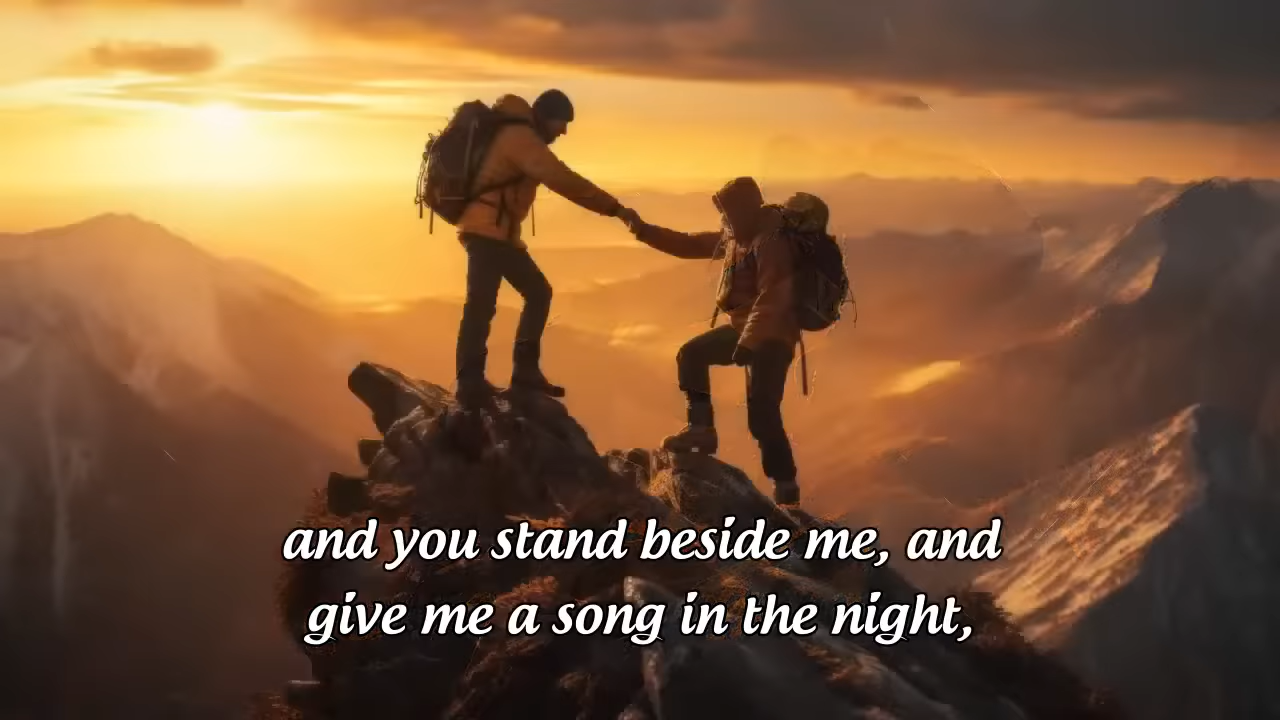 and you stand beside me, and
give me a song in the night,